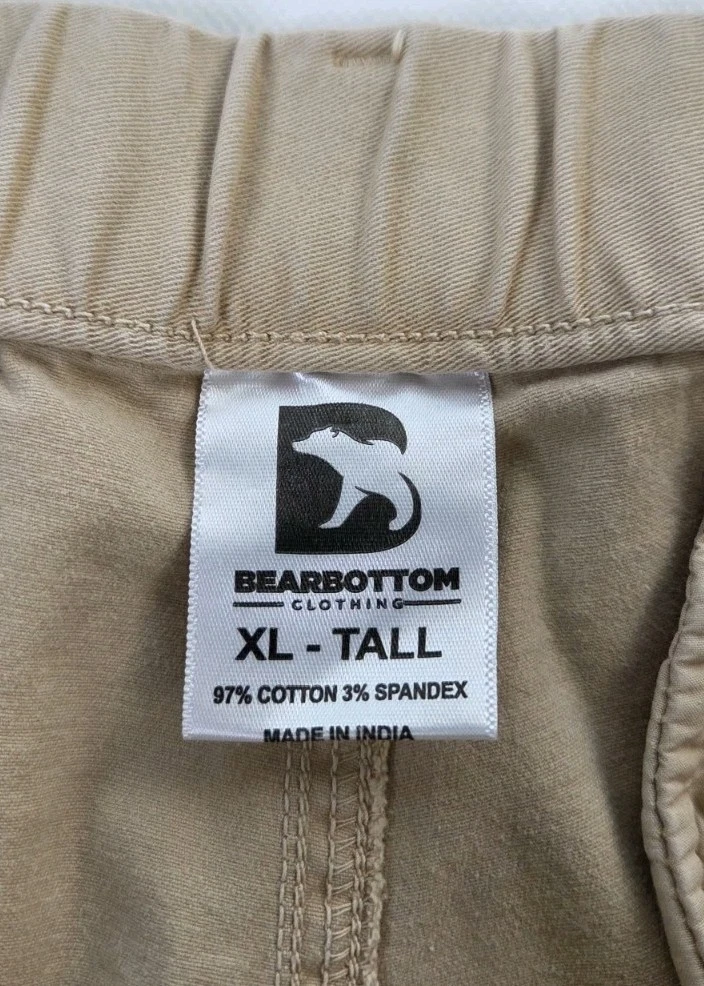 BEARBOTTOM
CLOTHING
XL - TALL
97% COTTON 3% SPANDEX
MADE IN INDIA